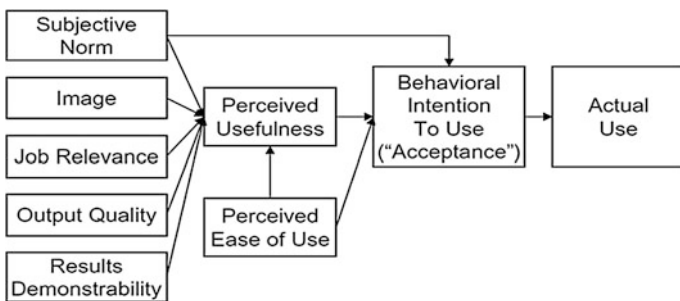 Subjective
Norm
Image
Job Relevance
Output Quality
Results
Demonstrability
Perceived
Usefulness
Perceived
Ease of Use
Behavioral
Intention
To Use
(“Acceptance”)
Actual
Use